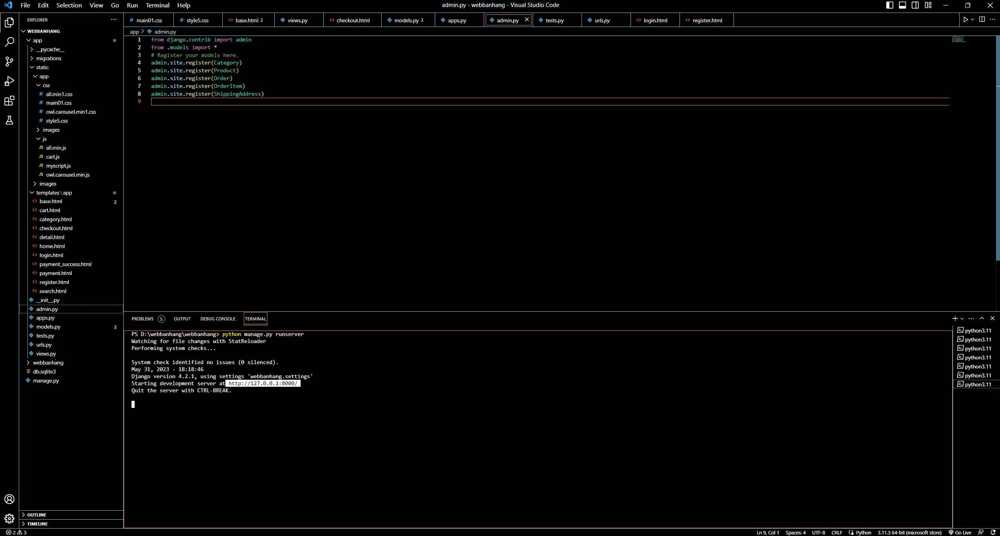 File Edit Selection View Go Run Terminal Help
admin.py - webbanhang - Visual Studio Code
EXPLORER
WEBBANHANG
app
__pycache__
migrations
static
app
css
# all.min1.css
# main01.css
# owl.carousel.min1.css
# style5.css
images
js
JS all.min.js
JS cart.js
JS myscript.js
JS owl.carousel.min.js
images
templates\app
<> base.html 2
<> cart.html
<> category.html
<> checkout.html
<> detail.html
<> home.html
<> login.html
<> payment_success.html
<> payment.html
<> register.html
<> search.html
__init__.py
admin.py
apps.py
models.py 3
tests.py
urls.py
views.py
webbanhang
db.sqlite3
manage.py
OUTLINE
TIMELINE
# main01.css # style5.css <> base.html 2 views.py <> checkout.html models.py 3 apps.py admin.py tests.py urls.py <> login.html <> register.html
app > admin.py
1 from django.contrib import admin
2 from .models import *
3 # Register your models here.
4 admin.site.register(Category)
5 admin.site.register(Product)
6 admin.site.register(Order)
7 admin.site.register(OrderItem)
8 admin.site.register(ShippingAddress)
9
PROBLEMS 5 OUTPUT DEBUG CONSOLE TERMINAL
PS D:\webbanhang\webbanhang> python manage.py runserver
Watching for file changes with StatReloader
Performing system checks...
System check identified no issues (0 silenced).
May 31, 2023 - 18:18:46
Django version 4.2.1, using settings 'webbanhang.settings'
Starting development server at http://127.0.0.1:8000/
Quit the server with CTRL-BREAK.
python3.11
python3.11
python3.11
python3.11
python3.11
python3.11
python3.11
2 3
Ln 9, Col 1 Spaces: 4 UTF-8 CRLF Python 3.11.3 64-bit (microsoft store) Go Live